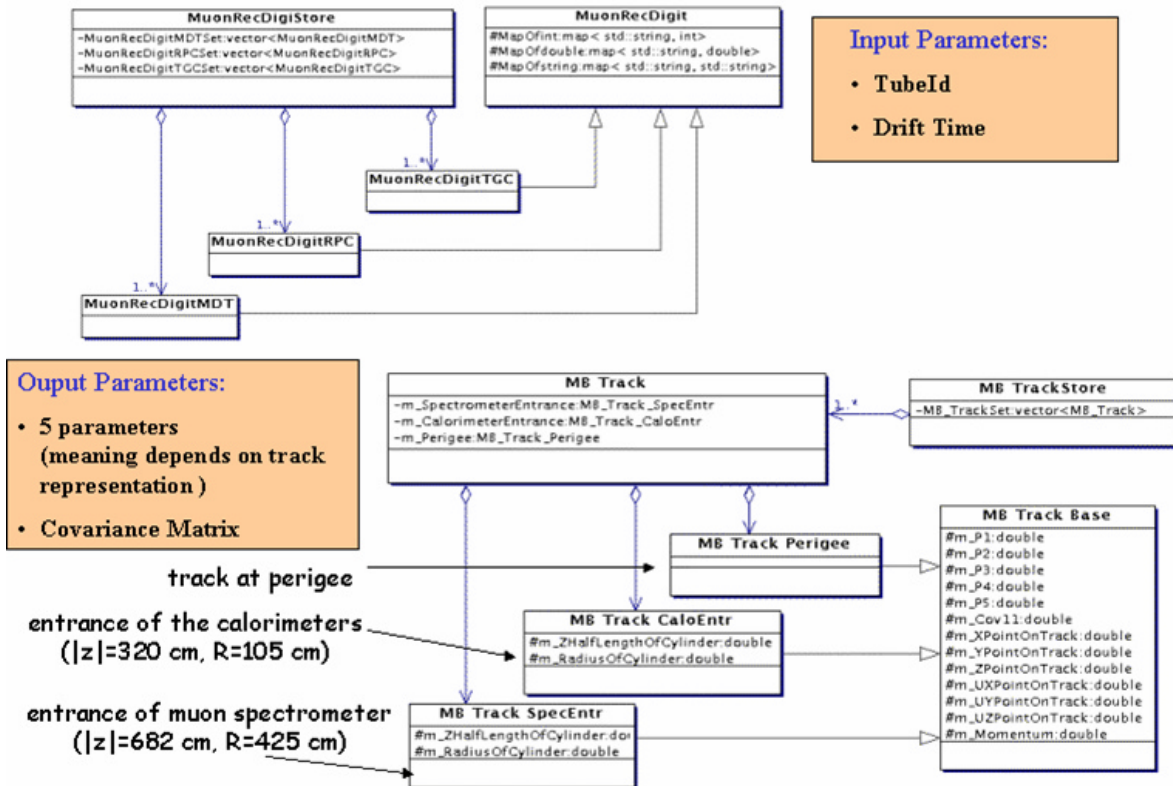 MuonRecDigiStore
-MuonRecDigitMDTSet:vector<MuonRecDigitMDT>
-MuonRecDigitRPCSet:vector<MuonRecDigitRPC>
-MuonRecDigitTGCSet:vector<MuonRecDigitTGC>
MuonRecDigit
#MapOfint:map< std::string, int>
#MapOfdouble:map< std::string, double>
#MapOfstring:map< std::string, std::string>
Input Parameters:
• TubeId
• Drift Time
1..*
MuonRecDigitTGC
1..*
MuonRecDigitRPC
1..*
MuonRecDigitMDT
Ouput Parameters:
• 5 parameters
(meaning depends on track
representation )
• Covariance Matrix
MB Track
-m_SpectrometerEntrance:MB_Track_SpecEntr
-m_CalorimeterEntrance:MB_Track_CaloEntr
-m_Perigee:MB_Track_Perigee
1..*
MB TrackStore
-MB_TrackSet:vector<MB_Track>
MB Track Perigee
MB Track Base
#m_P1:double
#m_P2:double
#m_P3:double
#m_P4:double
#m_P5:double
#m_Cov11:double
#m_XPointOnTrack:double
#m_YPointOnTrack:double
#m_ZPointOnTrack:double
#m_UXPointOnTrack:double
#m_UYPointOnTrack:double
#m_UZPointOnTrack:double
#m_Momentum:double
track at perigee
entrance of the calorimeters
(|z|=320 cm, R=105 cm)
MB Track CaloEntr
#m_ZHalfLengthOfCylinder:double
#m_RadiusOfCylinder:double
entrance of muon spectrometer
(|z|=682 cm, R=425 cm)
MB Track SpecEntr
#m_ZHalfLengthOfCylinder:dou
#m_RadiusOfCylinder:double